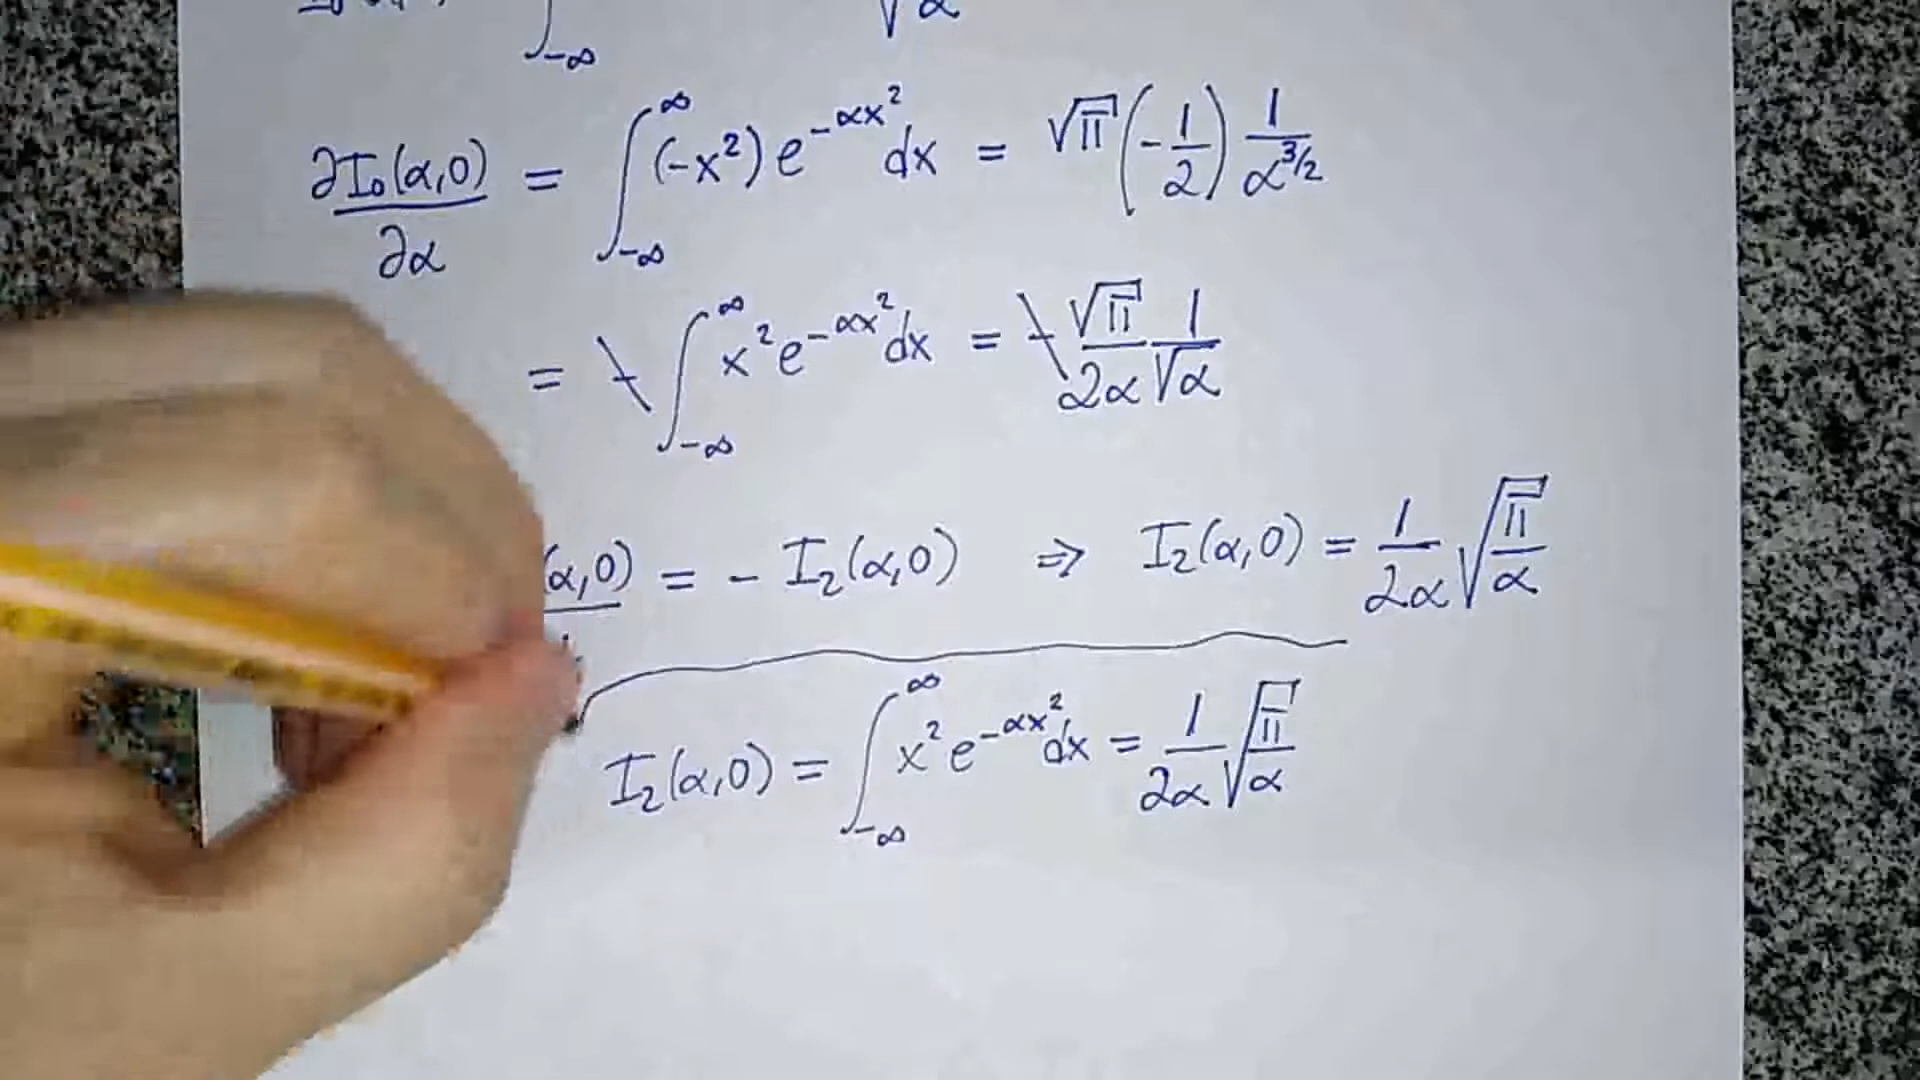 ∫_{-∞} √α
∂I₀(α,0)/∂α = ∫_{-∞}^{∞} (-x²) e^{-αx²} dx = √π (-1/2) 1/α^{3/2}
= - ∫_{-∞}^{∞} x² e^{-αx²} dx = - √π/2α 1/√α
(α,0) = - I₂(α,0) ⇒ I₂(α,0) = 1/2α √(π/α)
I₂(α,0) = ∫_{-∞}^{∞} x² e^{-αx²} dx = 1/2α √(π/α)